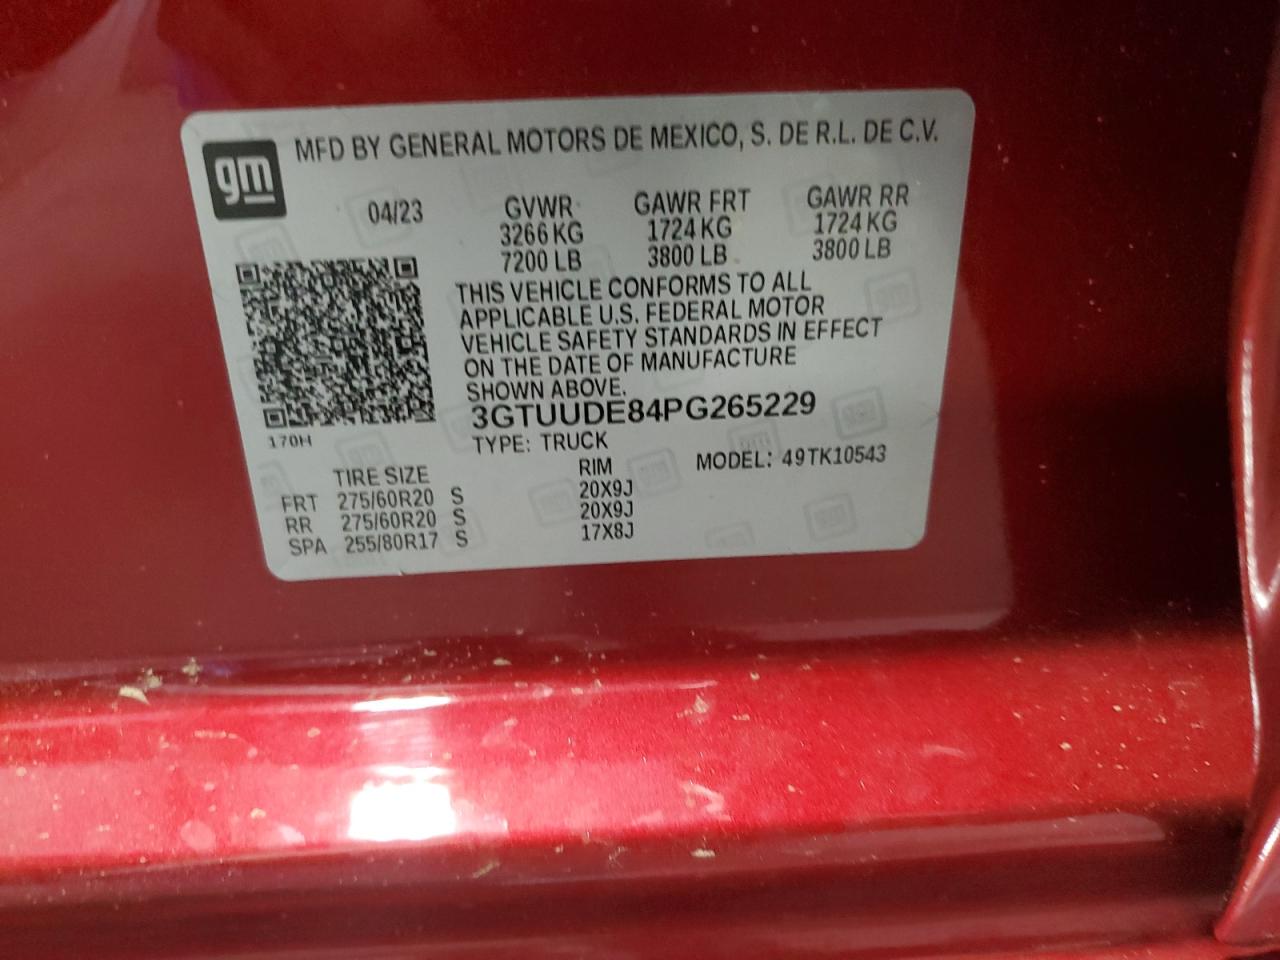 gm
MFD BY GENERAL MOTORS DE MEXICO, S. DE R.L. DE C.V.
04/23 GVWR GAWR FRT GAWR RR
3266 KG 1724 KG 1724 KG
7200 LB 3800 LB 3800 LB
THIS VEHICLE CONFORMS TO ALL
APPLICABLE U.S. FEDERAL MOTOR
VEHICLE SAFETY STANDARDS IN EFFECT
ON THE DATE OF MANUFACTURE
SHOWN ABOVE.
3GTUUDE84PG265229
170H
TYPE: TRUCK
TIRE SIZE RIM MODEL: 49TK10543
FRT 275/60R20 S 20X9J
RR 275/60R20 S 20X9J
SPA 255/80R17 S 17X8J